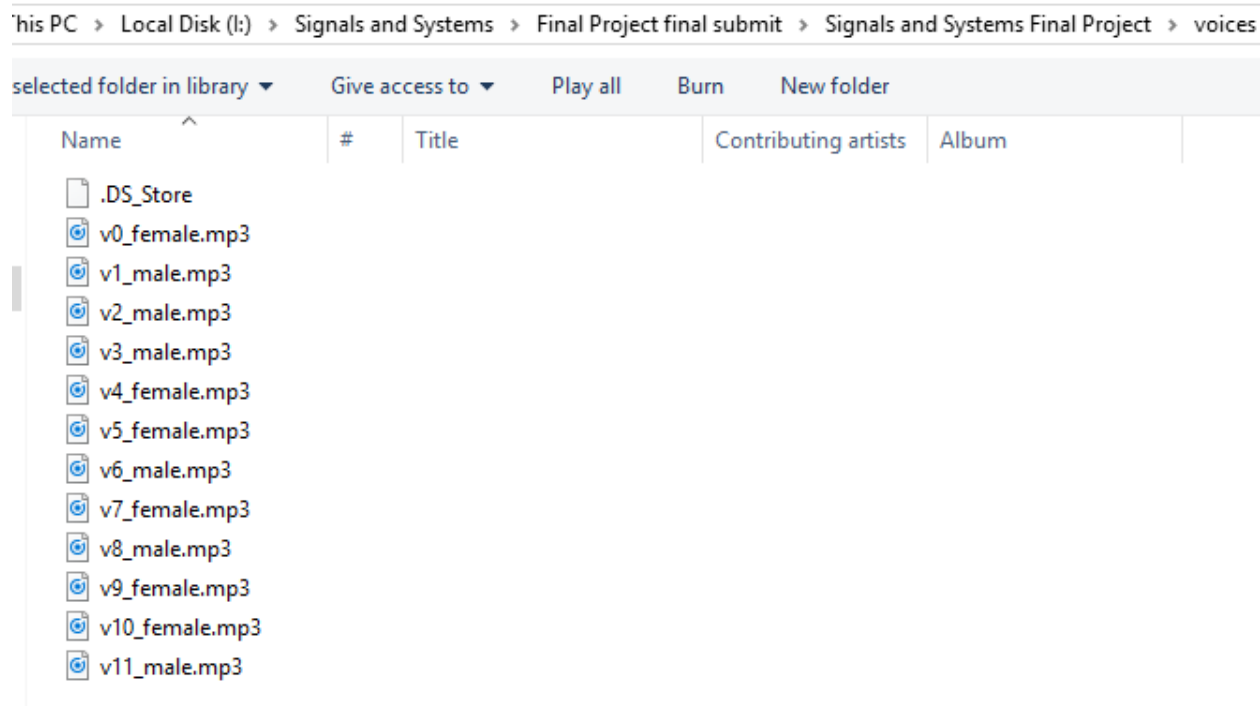 his PC > Local Disk (I:) > Signals and Systems > Final Project final submit > Signals and Systems Final Project > voices
selected folder in library Give access to Play all Burn New folder
Name # Title Contributing artists Album
.DS_Store
v0_female.mp3
v1_male.mp3
v2_male.mp3
v3_male.mp3
v4_female.mp3
v5_female.mp3
v6_male.mp3
v7_female.mp3
v8_male.mp3
v9_female.mp3
v10_female.mp3
v11_male.mp3